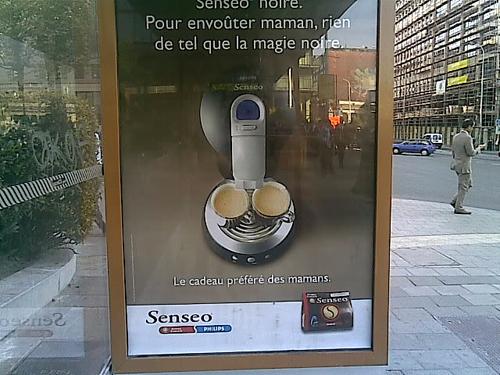 Senseo noire.
Pour envoûter maman, rien
de tel que la magie noire.
Senseo
Le cadeau préféré des mamans.
Senseo
PHILIPS
Senseo